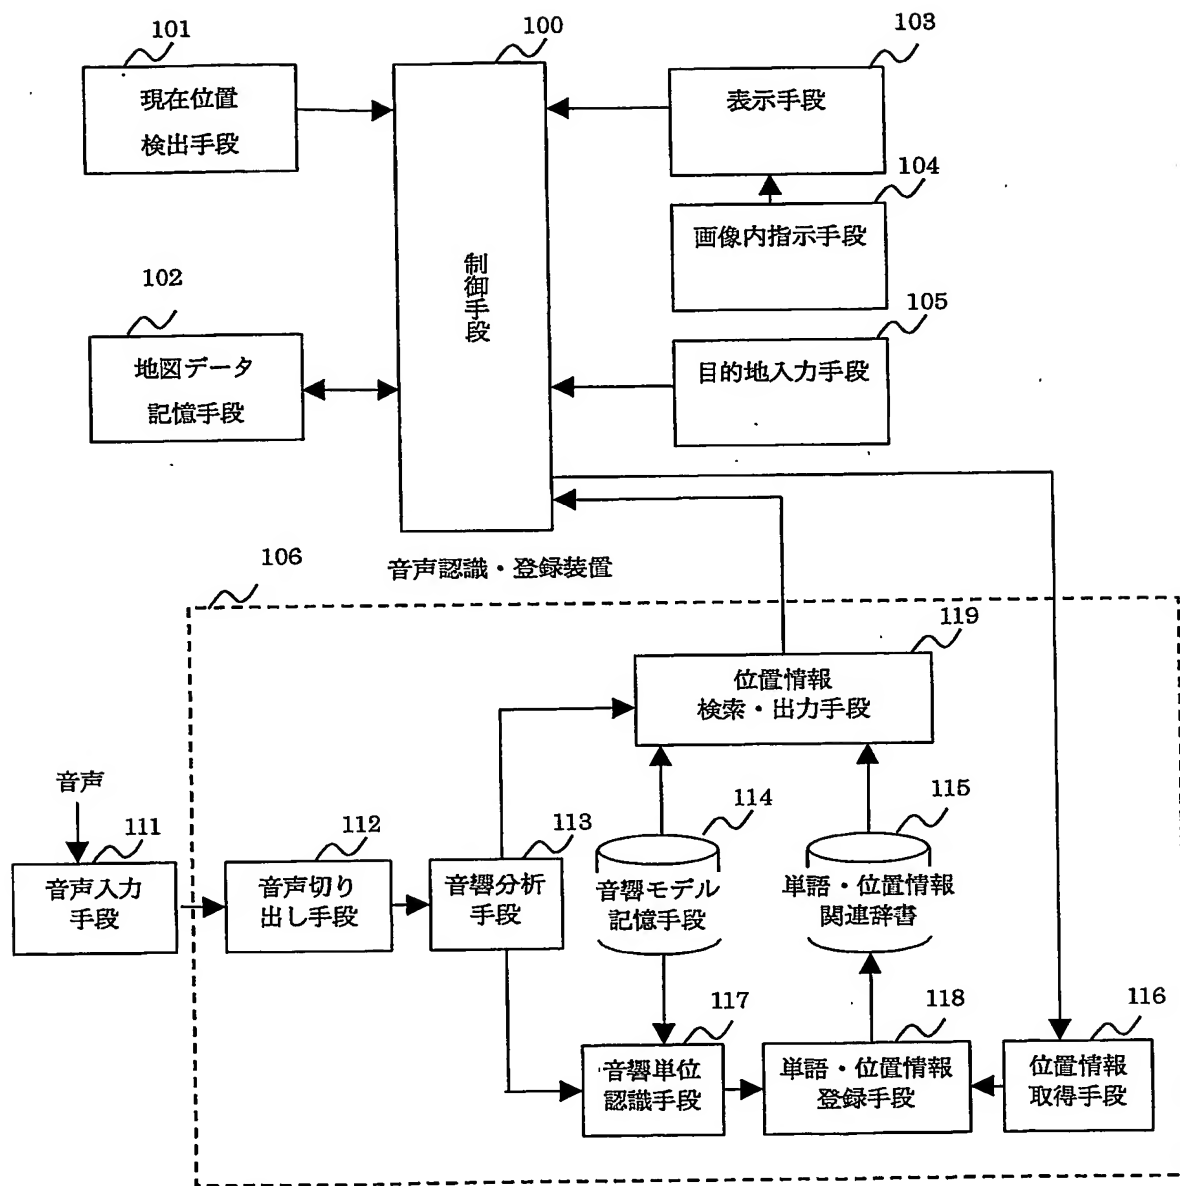 101
100
103
現在位置
検出手段
表示手段
104
画像内指示手段
制御手段
102
105
地図データ
記憶手段
目的地入力手段
106
音声認識・登録装置
119
位置情報
検索・出力手段
音声
111
112
113
114
115
音声入力
手段
音声切り
出し手段
音響分析
手段
音響モデル
記憶手段
単語・位置情報
関連辞書
117
118
116
音響単位
認識手段
単語・位置情報
登録手段
位置情報
取得手段